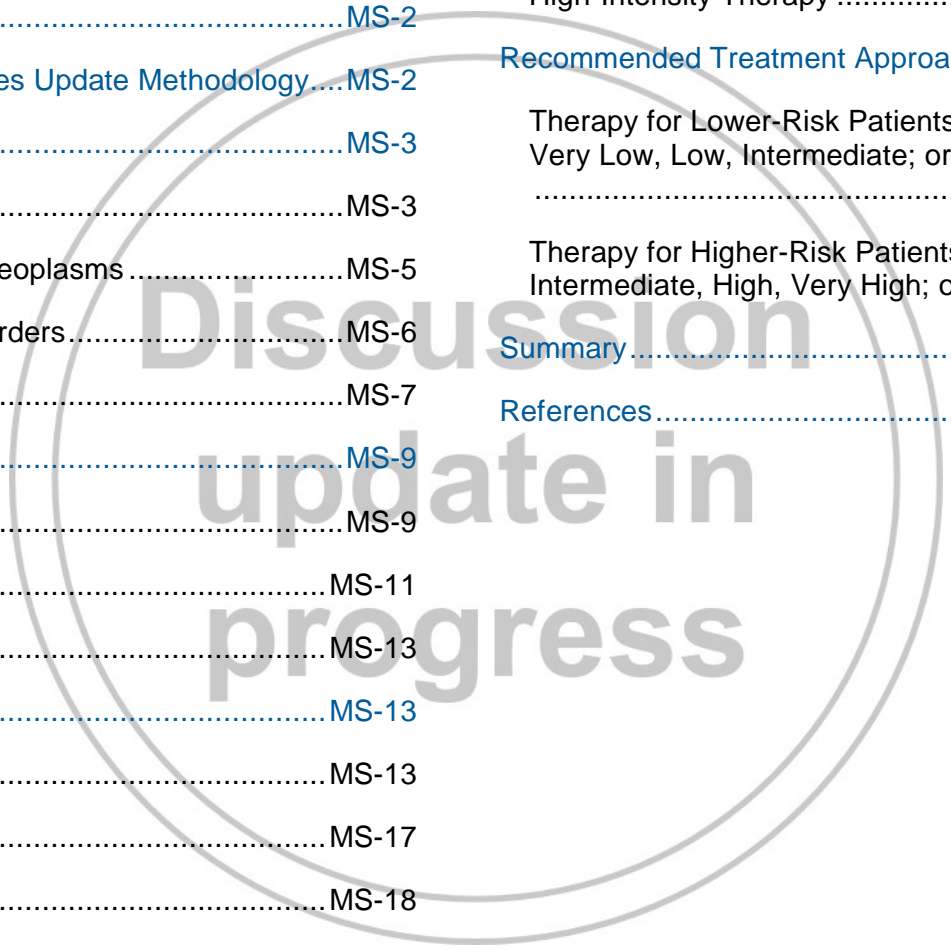 MS-2
es Update Methodology....MS-2
MS-3
MS-3
eoplasms........................MS-5
rders................................MS-6
MS-7
MS-9
MS-9
MS-11
MS-13
MS-13
MS-13
MS-17
MS-18
High-Intensity Therapy
Recommended Treatment Approa
Therapy for Lower-Risk Patients
Very Low, Low, Intermediate; or
Therapy for Higher-Risk Patients
Intermediate, High, Very High; o
Summary
References
Discussion
update in
progress